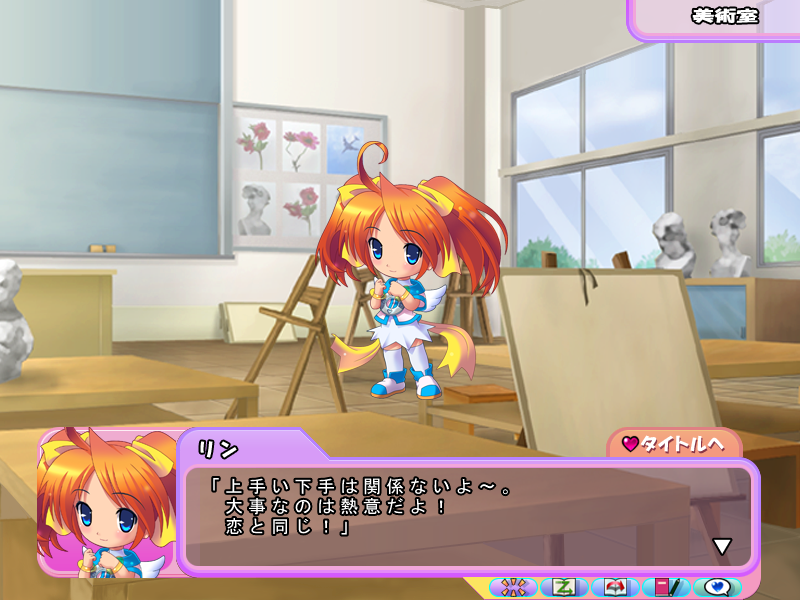 美術室
リン
タイトルへ
「上手い下手は関係ないよ～。
大事なのは熱意だよ！
恋と同じ！」